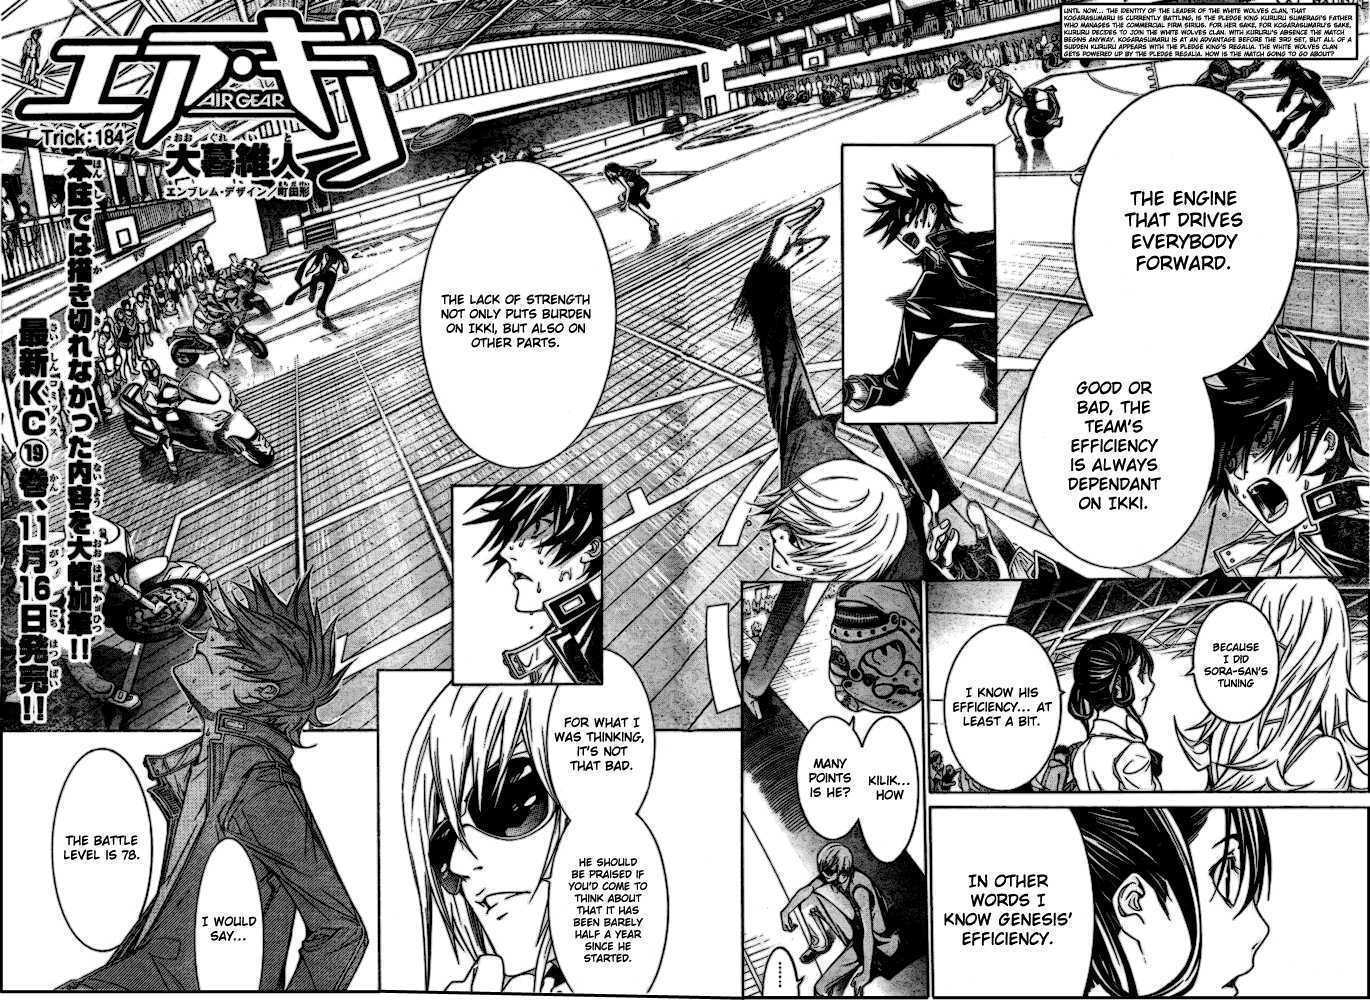 UNTIL NOW... THE IDENTITY OF THE LEADER OF THE WHITE WOLVES CLAN, THAT
KOGARASUMARU IS CURRENTLY BATTLING, IS THE PLEDGE KING KURURU SUMERAGI'S FATHER
WHO MANAGES THE COMMERCIAL FIRM SIRIUS. FOR HER SAKE, FOR KOGARASUMARU'S SAKE,
KURURU DECIDES TO JOIN THE WHITE WOLVES CLAN. WITH KURURU'S ABSENCE THE MATCH
BEGINS ANYWAY. KOGARASUMARU IS AT AN ADVANTAGE BEFORE THE 3RD SET, BUT ALL OF A
SUDDEN KURURU APPEARS WITH THE PLEDGE KING'S REGALIA. THE WHITE WOLVES CLAN
GETS POWERED UP BY THE PLEDGE REGALIA. HOW IS THE MATCH GOING TO GO ABOUT?
エア・ギア
AIR GEAR
Trick:184
大暮維人
おおぐれいと
エンブレム・デザイン/町田形
本誌では描き切れなかった内容を大幅加筆!!
最新KC⑲巻、11月16日発売!!
THE ENGINE
THAT DRIVES
EVERYBODY
FORWARD.
GOOD OR
BAD, THE
TEAM'S
EFFICIENCY
IS ALWAYS
DEPENDANT
ON IKKI.
THE LACK OF STRENGTH
NOT ONLY PUTS BURDEN
ON IKKI, BUT ALSO ON
OTHER PARTS.
BECAUSE
I DID
SORA-SAN'S
TUNING
I KNOW HIS
EFFICIENCY... AT
LEAST A BIT.
IN OTHER
WORDS I
KNOW GENESIS'
EFFICIENCY.
KILIK...
HOW
MANY
POINTS
IS HE?
........
FOR WHAT I
WAS THINKING,
IT'S NOT
THAT BAD.
HE SHOULD
BE PRAISED IF
YOU'D COME TO
THINK ABOUT
THAT IT HAS
BEEN BARELY
HALF A YEAR
SINCE HE
STARTED.
I WOULD
SAY...
THE BATTLE
LEVEL IS 78.